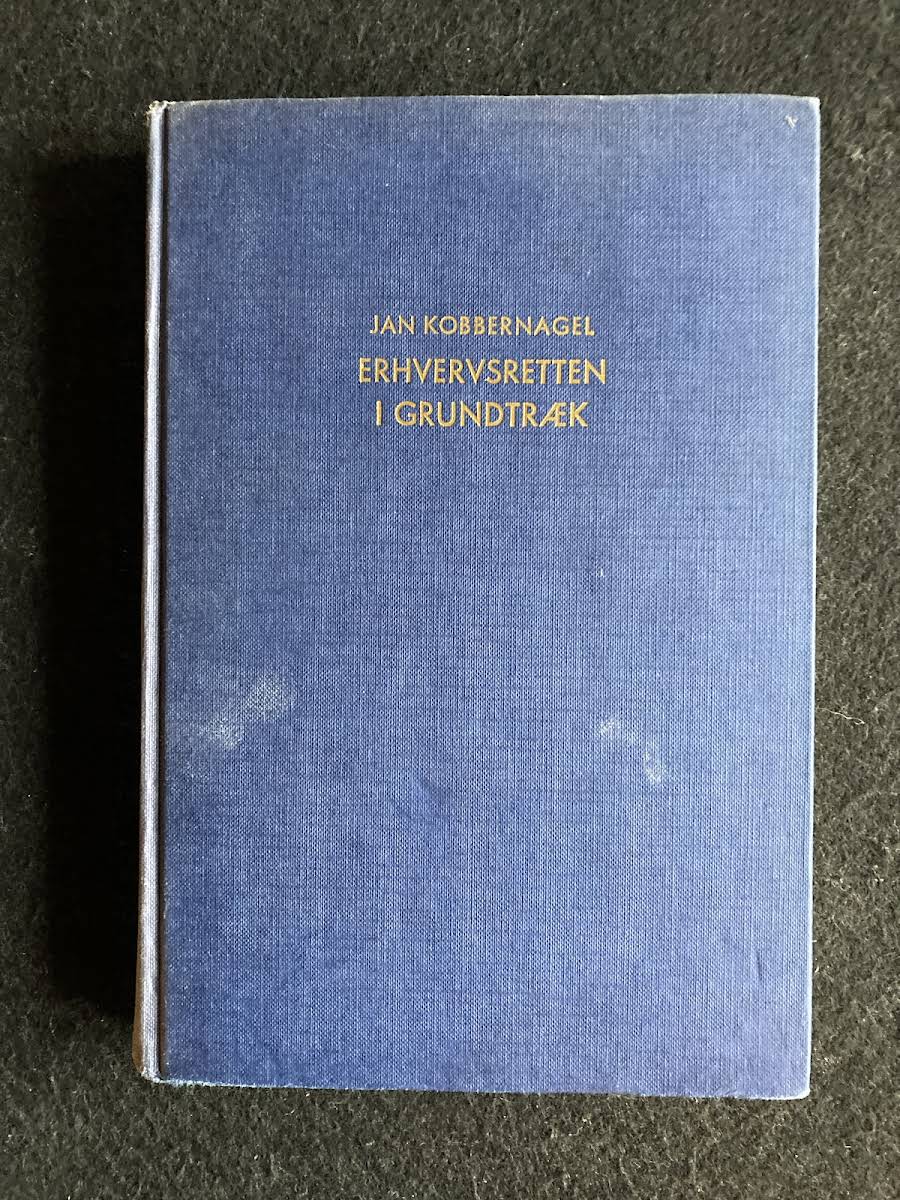 JAN KOBBERNAGEL
ERHVERVSRETTEN
I GRUNDTRÆK